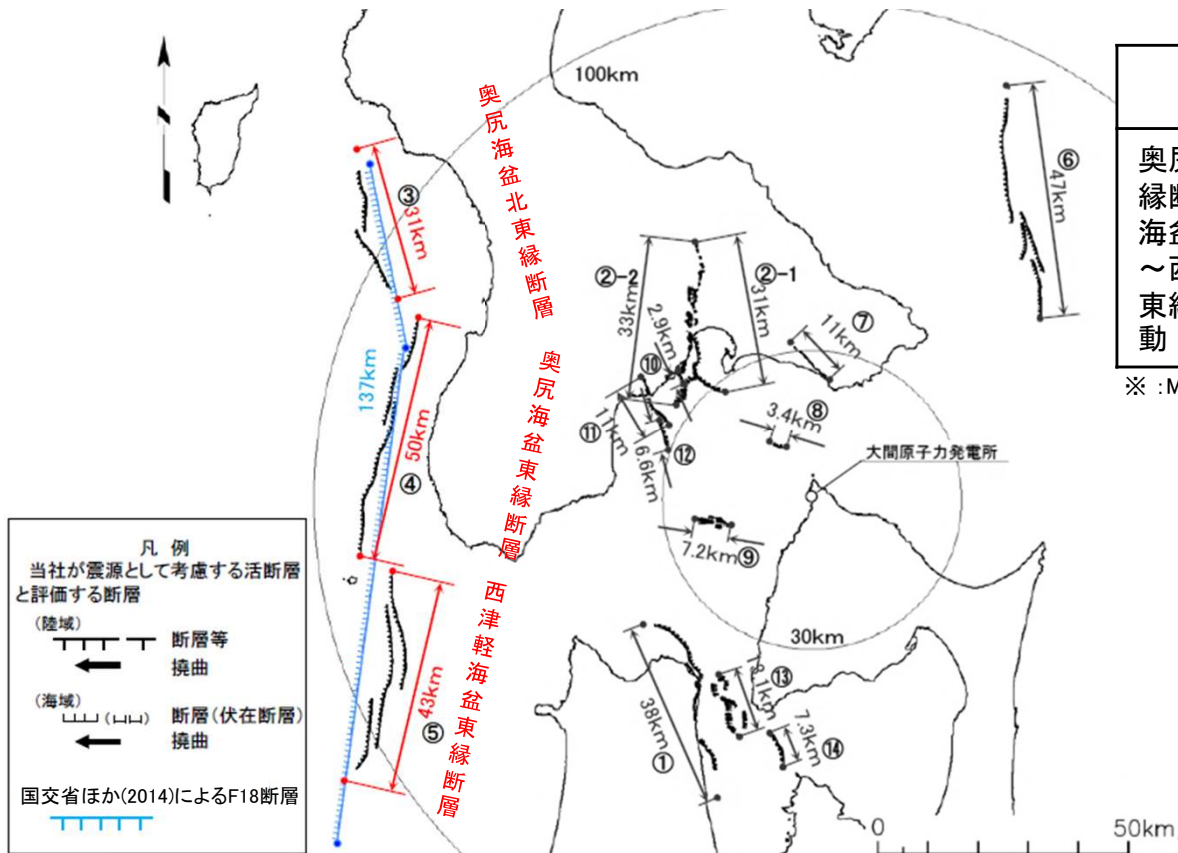 100km
奥尻海盆北東縁断層
③
31km
②-2
②-1
33km
31km
2.9km
⑥
47km
⑦
11km
137km
奥尻海盆東縁断層
⑩
⑧
3.4km
50km
④
⑪
11km
6.6km
⑫
大間原子力発電所
7.2km
⑨
30km
西津軽海盆東縁断層
43km
⑤
38km
①
⑬
7.3km
⑭
0
50km
凡 例
当社が震源として考慮する活断層
と評価する断層
(陸域)
断層等
撓曲
(海域)
断層(伏在断層)
撓曲
国交省ほか(2014)によるF18断層
奥尻
縁断
海盆
~西
東縁
動
※ :M